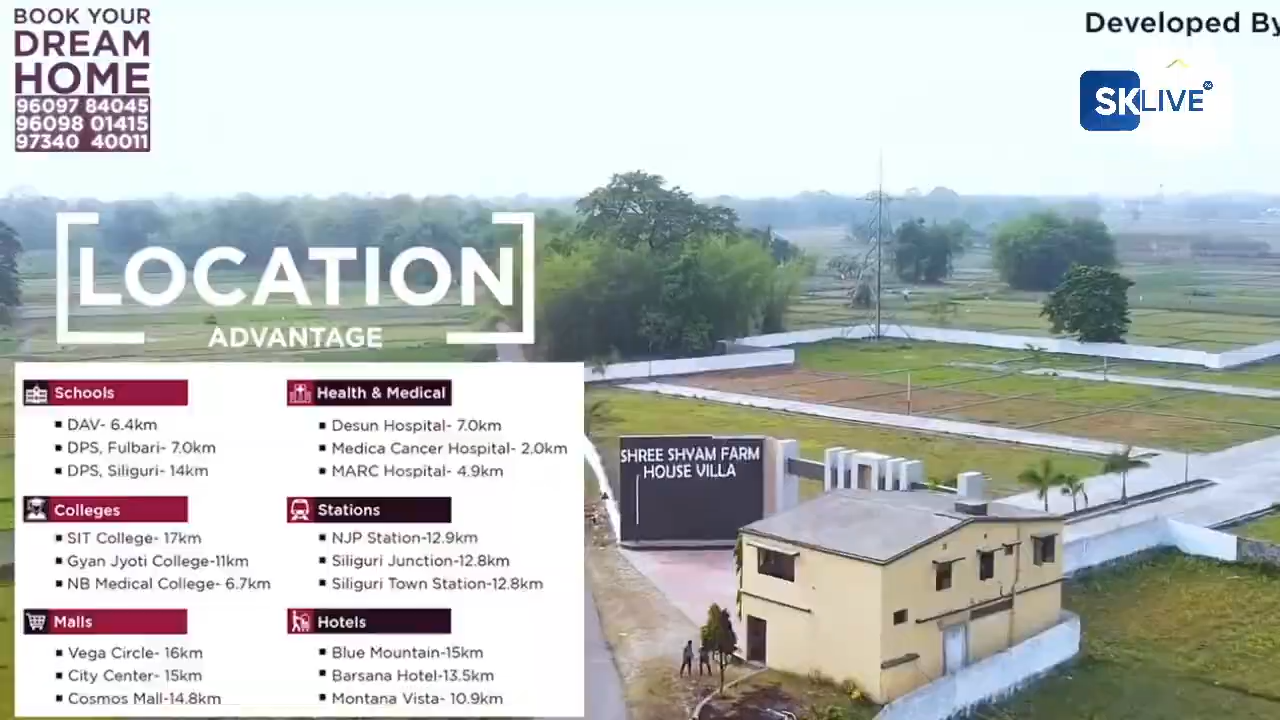 BOOK YOUR
DREAM
HOME
96097 84045
96098 01415
97340 40011
Developed By
SK LIVE 24
LOCATION
ADVANTAGE
Schools
DAV- 6.4km
DPS, Fulbari- 7.0km
DPS, Siliguri- 14km
Health & Medical
Desun Hospital- 7.0km
Medica Cancer Hospital- 2.0km
MARC Hospital- 4.9km
Colleges
SIT College- 17km
Gyan Jyoti College-11km
NB Medical College- 6.7km
Stations
NJP Station-12.9km
Siliguri Junction-12.8km
Siliguri Town Station-12.8km
Malls
Vega Circle- 16km
City Center- 15km
Cosmos Mall-14.8km
Hotels
Blue Mountain-15km
Barsana Hotel-13.5km
Montana Vista- 10.9km
SHREE SHYAM FARM
HOUSE VILLA